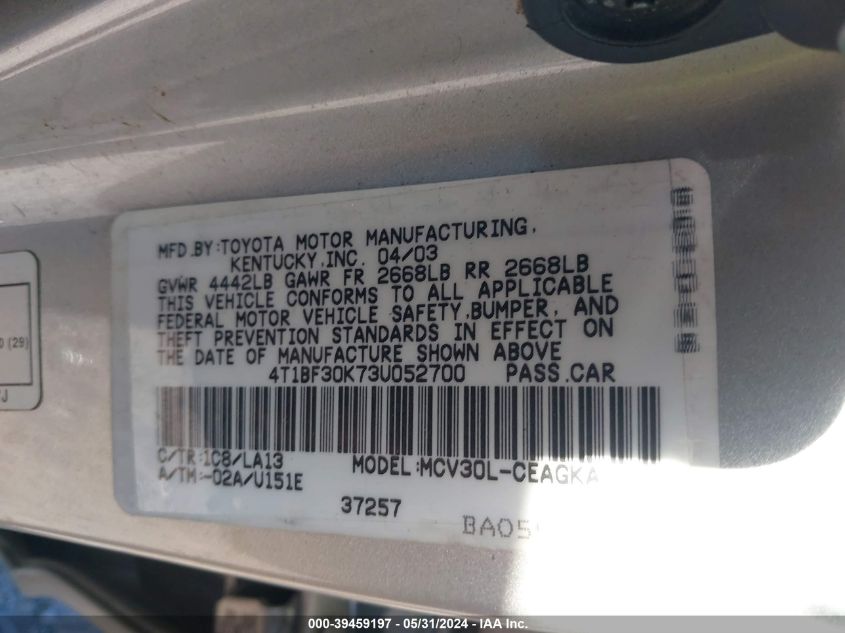 MFD.BY:TOYOTA MOTOR MANUFACTURING,
KENTUCKY,INC. 04/03
GVWR 4442LB GAWR FR 2668LB RR 2668LB
THIS VEHICLE CONFORMS TO ALL APPLICABLE
FEDERAL MOTOR VEHICLE SAFETY,BUMPER, AND
THEFT PREVENTION STANDARDS IN EFFECT ON
THE DATE OF MANUFACTURE SHOWN ABOVE
4T1BF30K73U052700 PASS.CAR
C/TR:1C8/LA13 MODEL:MCV30L-CEAGKA
A/TM:-02A/U151E
37257
(29)
000-39459197 - 05/31/2024 - IAA Inc.